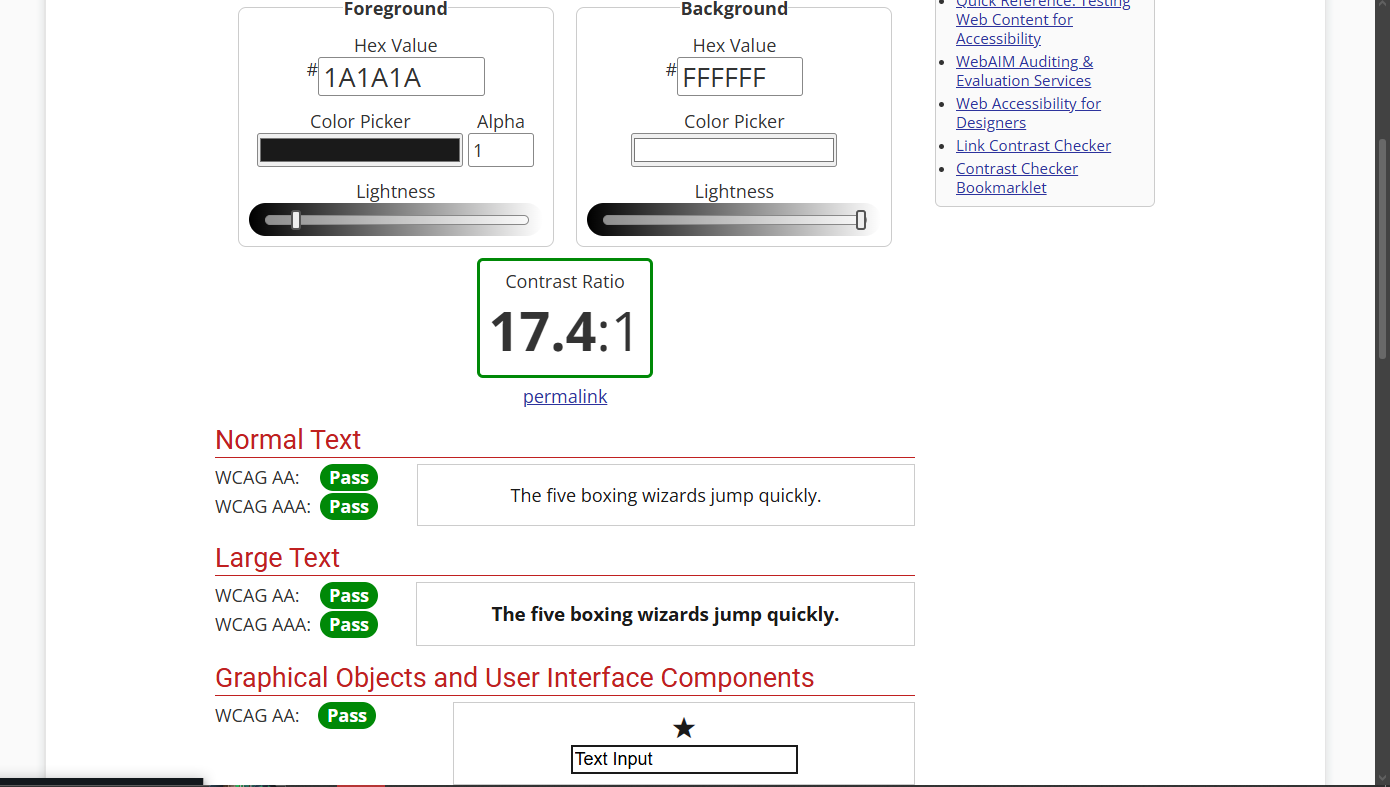 Foreground
Hex Value
#
1A1A1A
Color Picker
Alpha
1
Lightness
Background
Hex Value
#
FFFFFF
Color Picker
Lightness
Contrast Ratio
17.4:1
permalink
Normal Text
WCAG AA: Pass
WCAG AAA: Pass
The five boxing wizards jump quickly.
Large Text
WCAG AA: Pass
WCAG AAA: Pass
The five boxing wizards jump quickly.
Graphical Objects and User Interface Components
WCAG AA: Pass
★
Text Input
Quick Reference: Testing
Web Content for
Accessibility
WebAIM Auditing &
Evaluation Services
Web Accessibility for
Designers
Link Contrast Checker
Contrast Checker
Bookmarklet